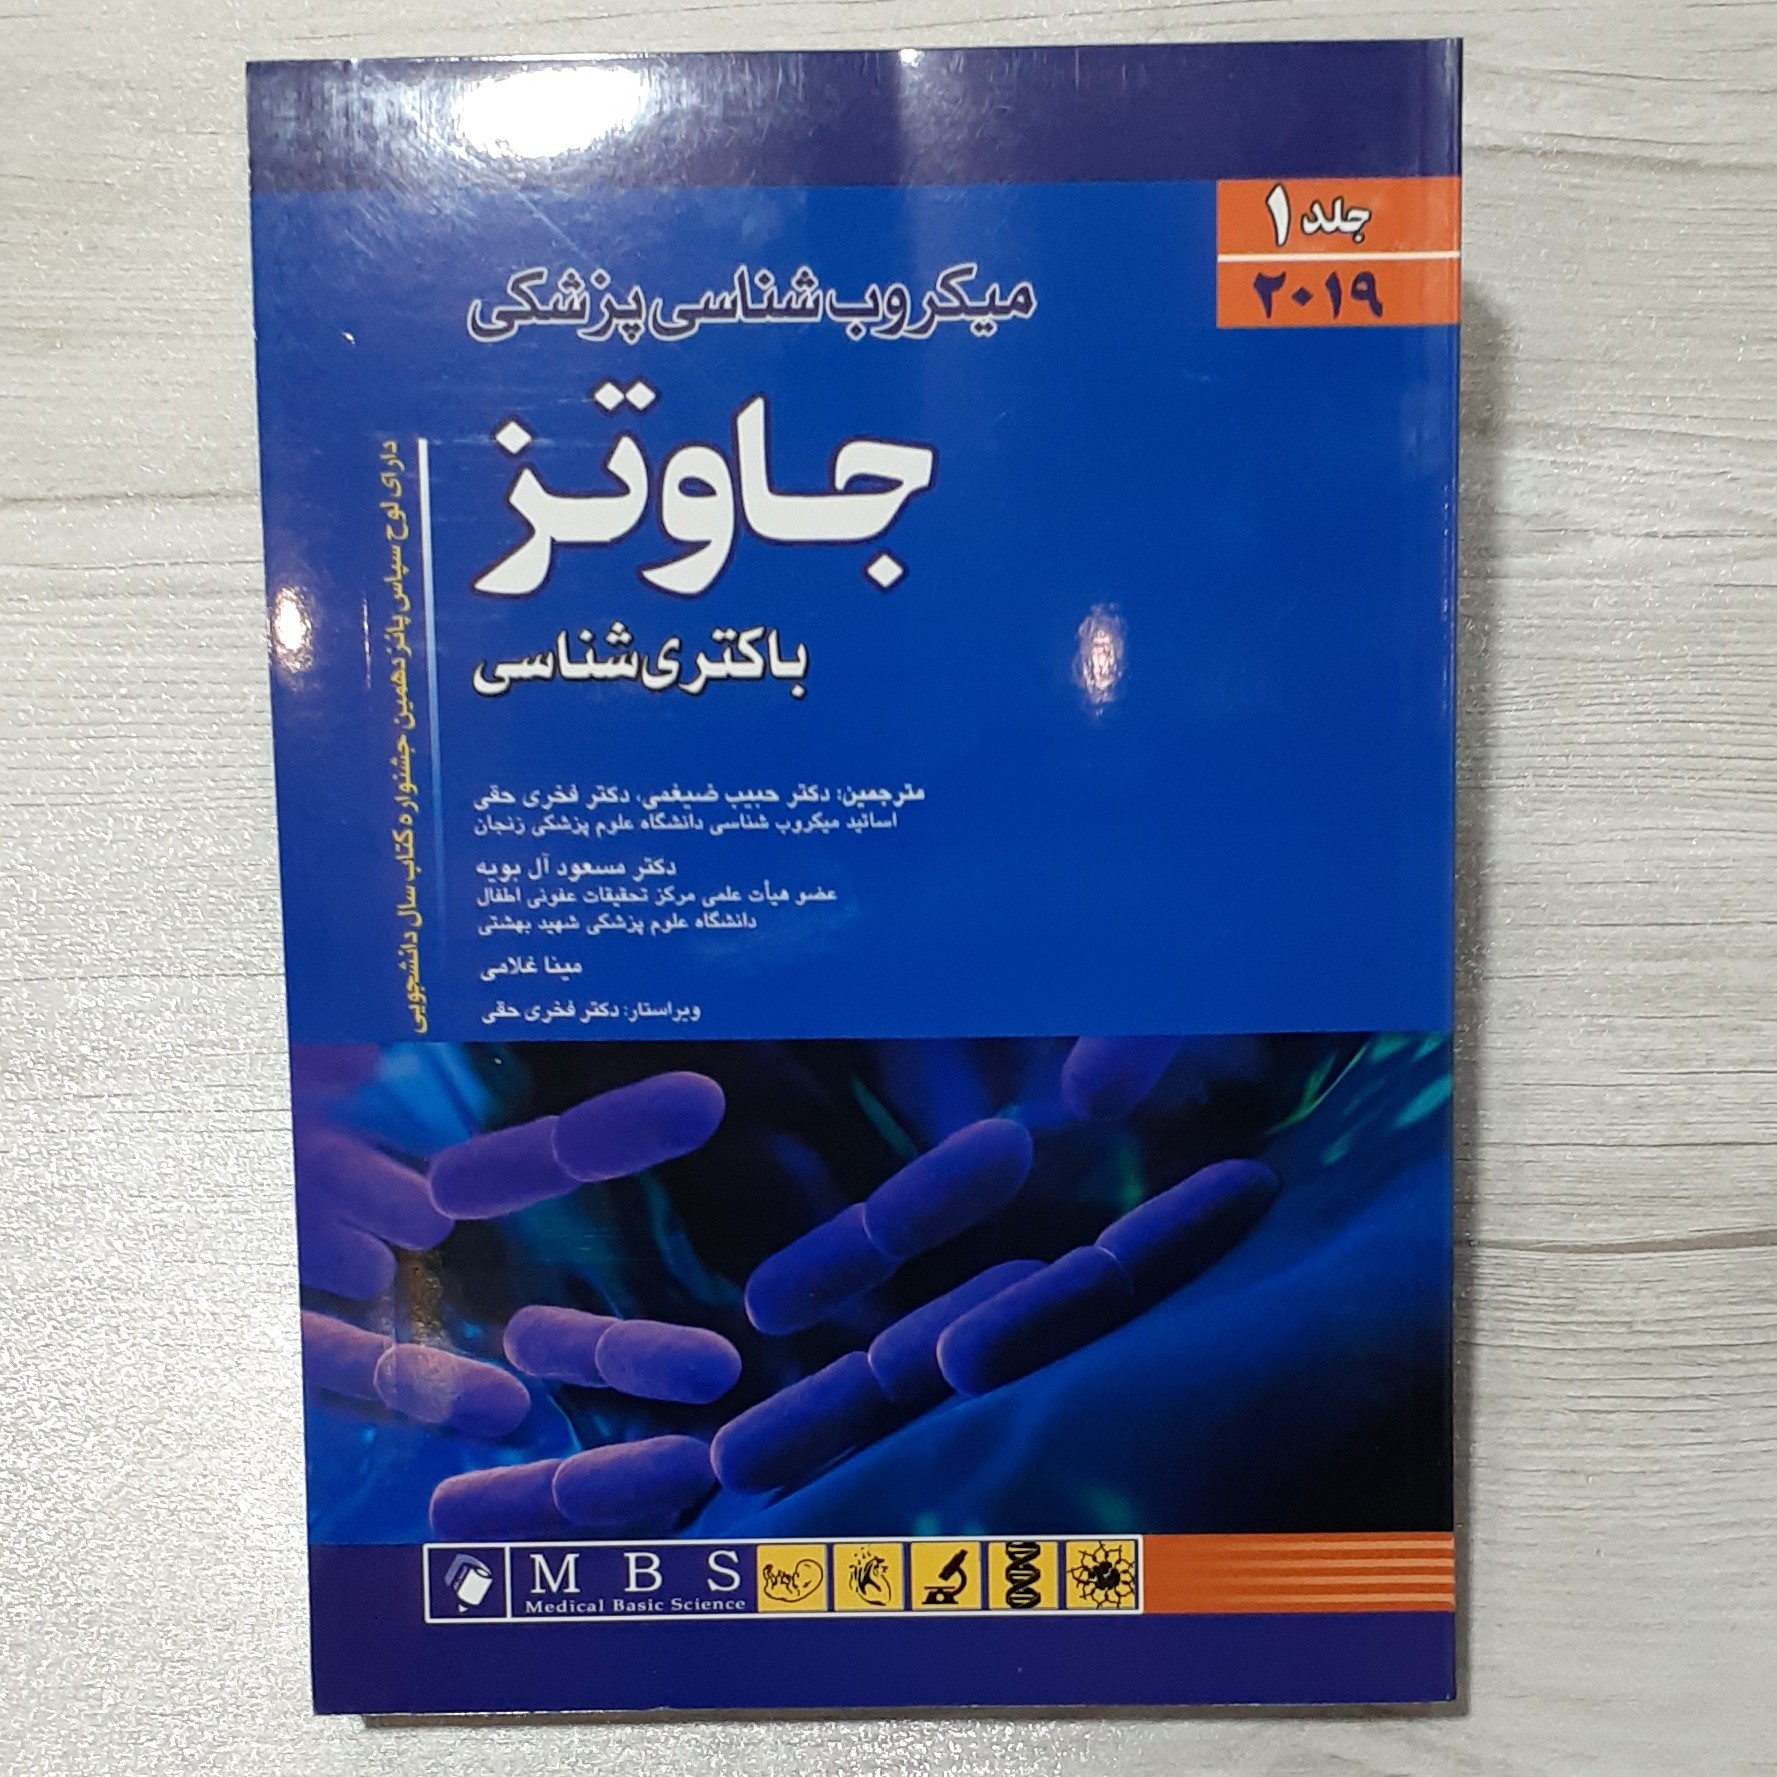 جلد ۱
۲۰۱۹
میکروب شناسی پزشکی
جاوتز
باکتری شناسی
دارای لوح سپاس پانزدهمین جشنواره کتاب سال دانشجویی
مترجمین: دکتر حبیب ضیغمی، دکتر فخری حقی
اساتید میکروب شناسی دانشگاه علوم پزشکی زنجان
دکتر مسعود آل بویه
عضو هیأت علمی مرکز تحقیقات عفونی اطفال
دانشگاه علوم پزشکی شهید بهشتی
مینا غلامی
ویراستار: دکتر فخری حقی
M B S
Medical Basic Science